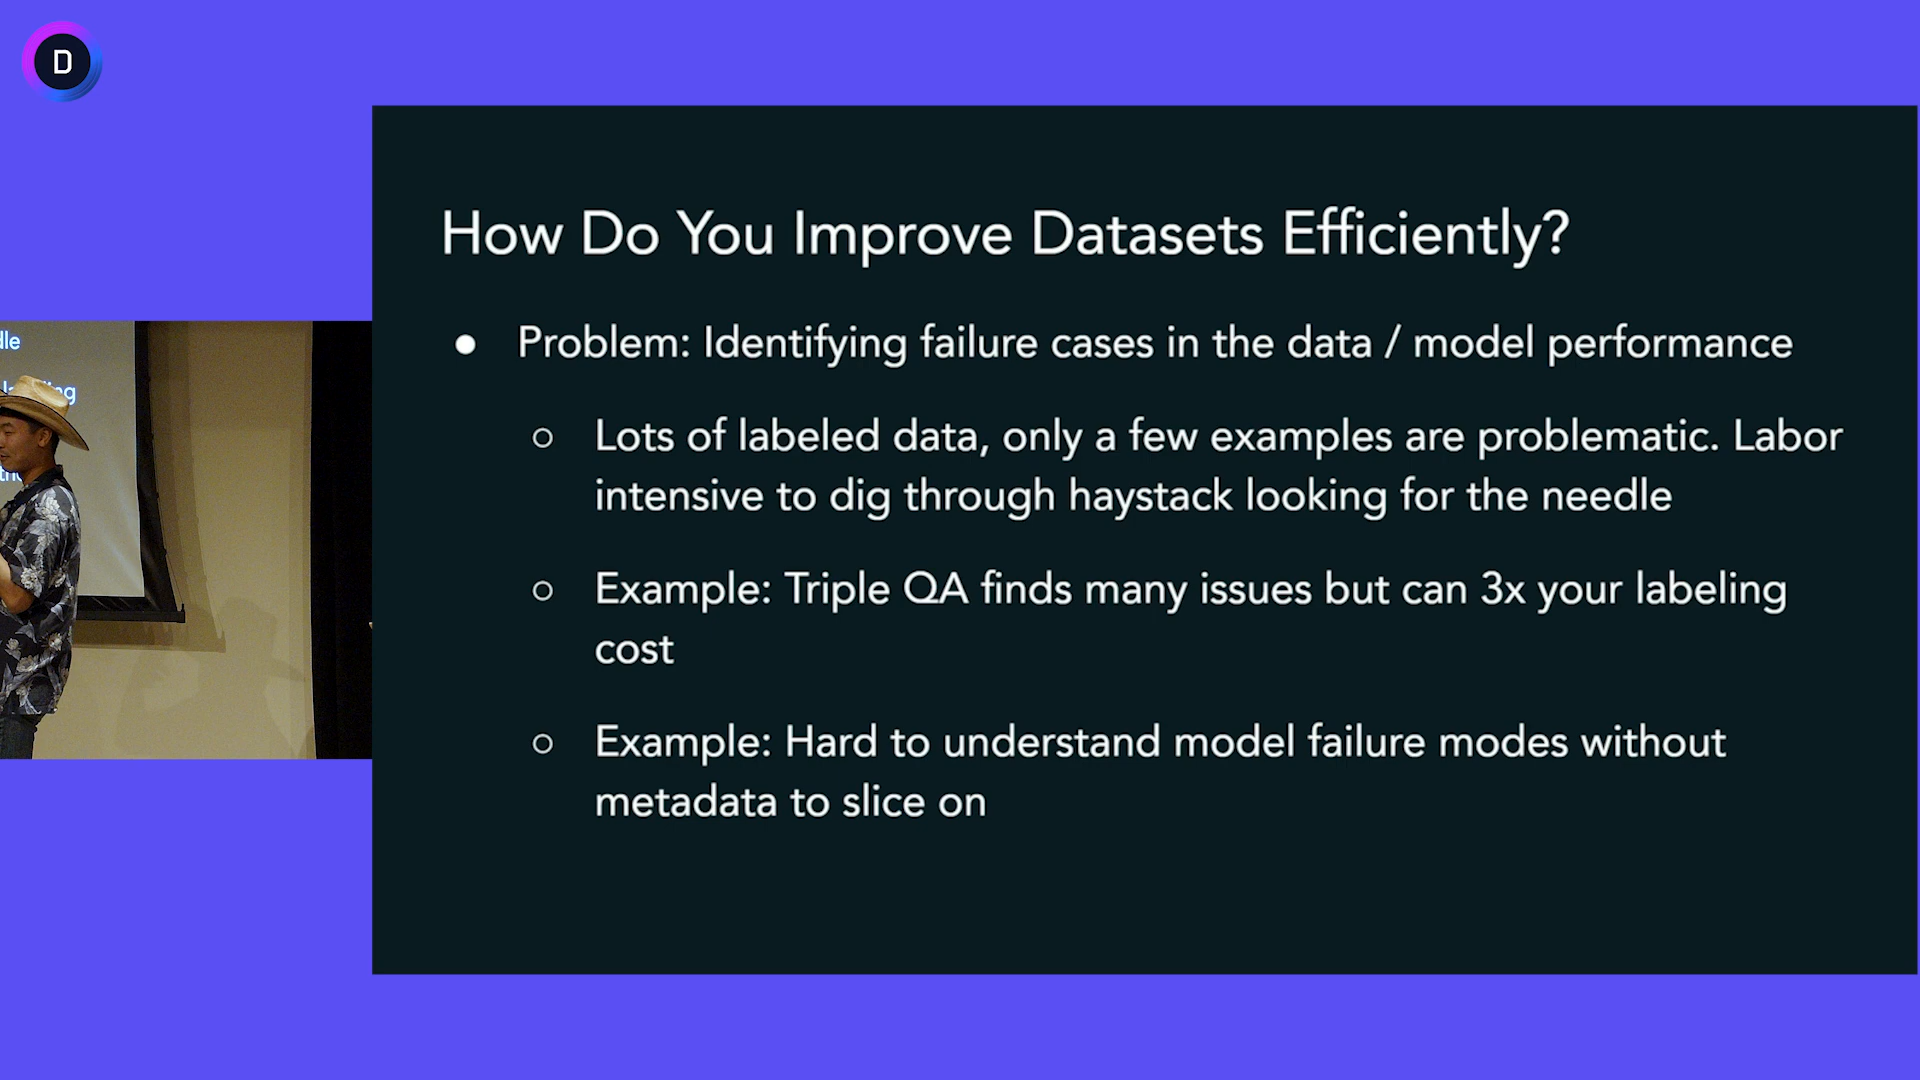 D
How Do You Improve Datasets Efficiently?
Problem: Identifying failure cases in the data / model performance
Lots of labeled data, only a few examples are problematic. Labor
intensive to dig through haystack looking for the needle
Example: Triple QA finds many issues but can 3x your labeling
cost
Example: Hard to understand model failure modes without
metadata to slice on